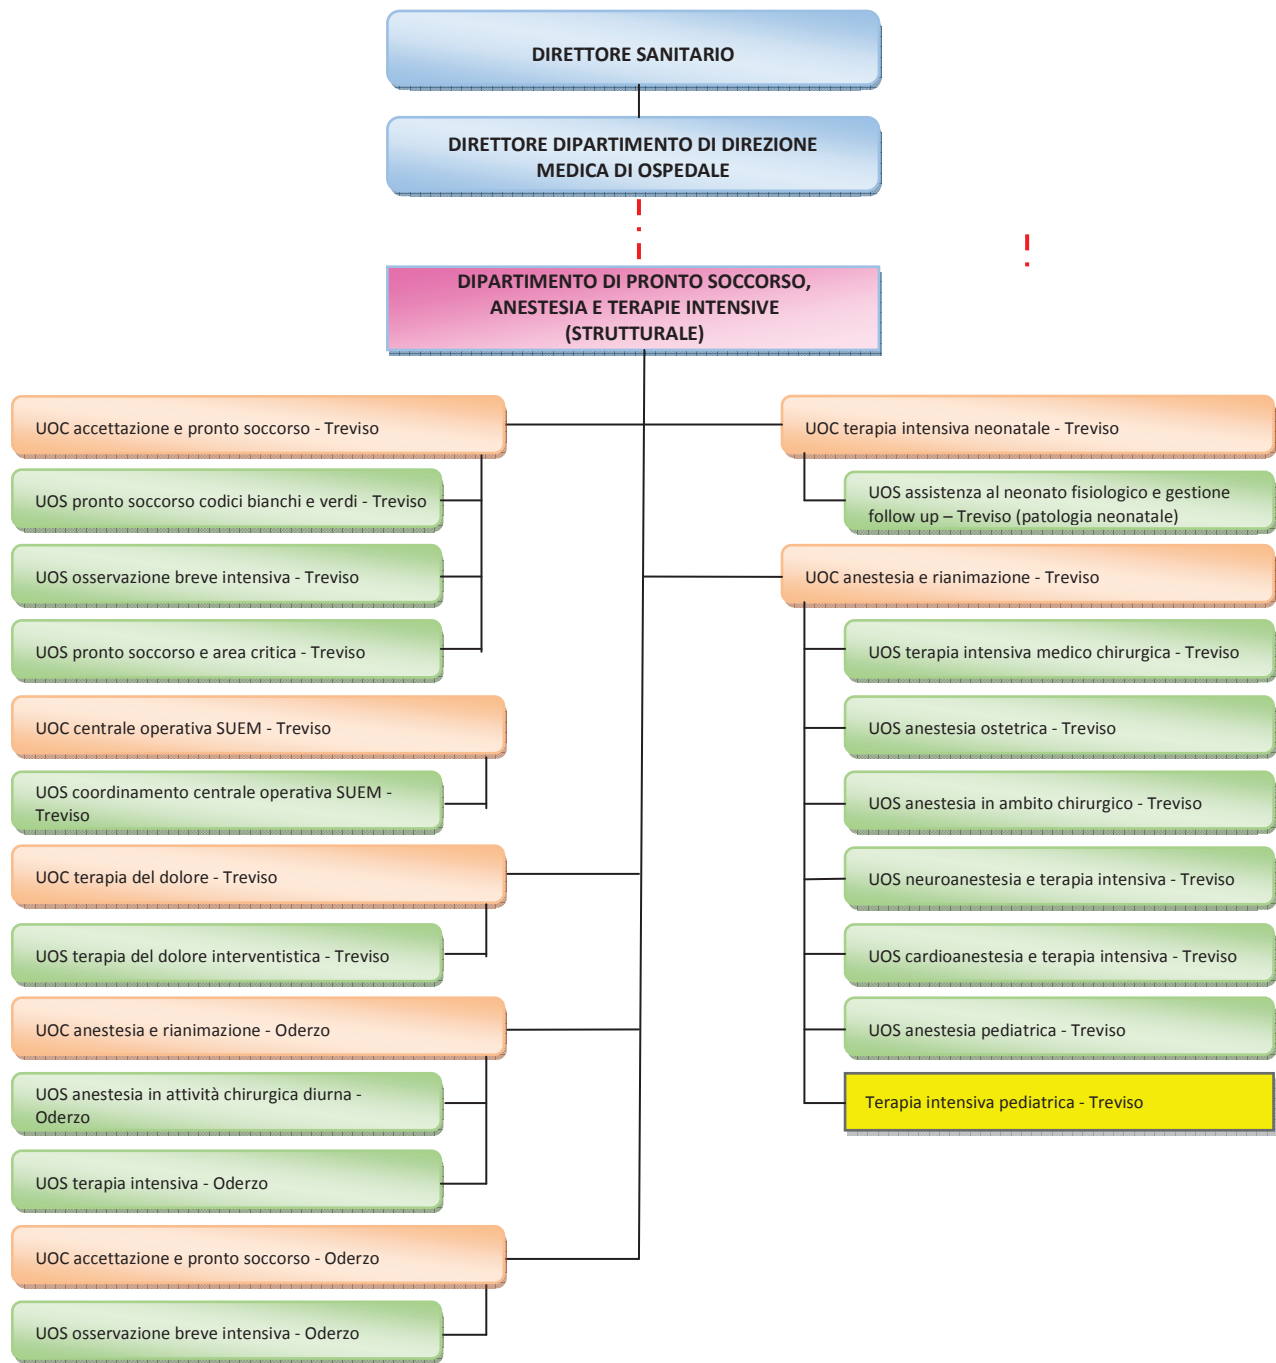 DIRETTORE SANITARIO
DIRETTORE DIPARTIMENTO DI DIREZIONE
MEDICA DI OSPEDALE
DIPARTIMENTO DI PRONTO SOCCORSO,
ANESTESIA E TERAPIE INTENSIVE
(STRUTTURALE)
UOC accettazione e pronto soccorso - Treviso
UOS pronto soccorso codici bianchi e verdi - Treviso
UOS osservazione breve intensiva - Treviso
UOS pronto soccorso e area critica - Treviso
UOC centrale operativa SUEM - Treviso
UOS coordinamento centrale operativa SUEM -
Treviso
UOC terapia del dolore - Treviso
UOS terapia del dolore interventistica - Treviso
UOC anestesia e rianimazione - Oderzo
UOS anestesia in attività chirurgica diurna -
Oderzo
UOS terapia intensiva - Oderzo
UOC accettazione e pronto soccorso - Oderzo
UOS osservazione breve intensiva - Oderzo
UOC terapia intensiva neonatale - Treviso
UOS assistenza al neonato fisiologico e gestione
follow up – Treviso (patologia neonatale)
UOC anestesia e rianimazione - Treviso
UOS terapia intensiva medico chirurgica - Treviso
UOS anestesia ostetrica - Treviso
UOS anestesia in ambito chirurgico - Treviso
UOS neuroanestesia e terapia intensiva - Treviso
UOS cardioanestesia e terapia intensiva - Treviso
UOS anestesia pediatrica - Treviso
Terapia intensiva pediatrica - Treviso